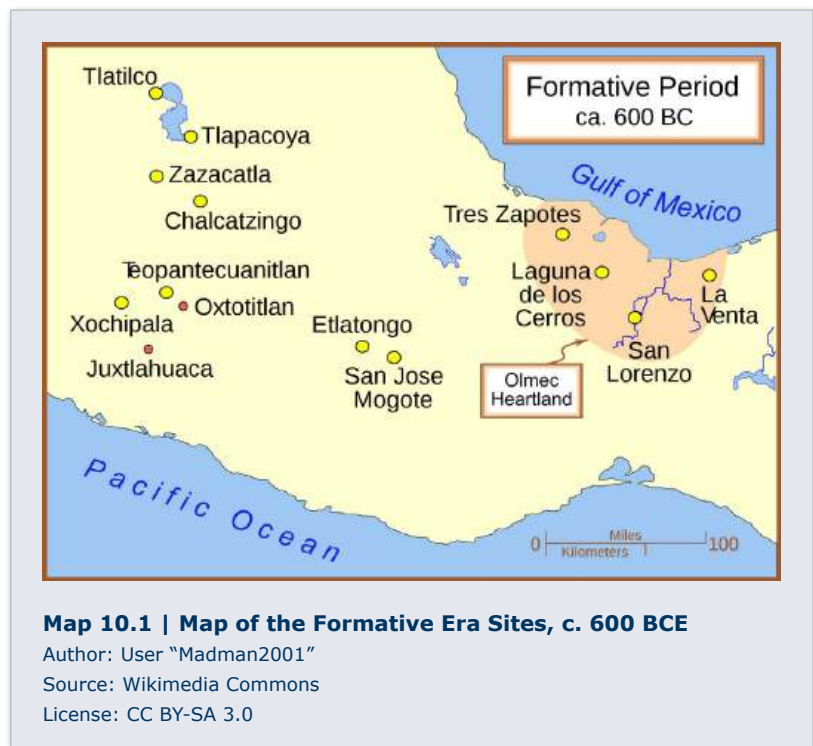 Tlatilco
Formative Period
ca. 600 BC
Tlapacoya
Zazacatla
Gulf of Mexico
Chalcatzingo
Tres Zapotes
Teopantecuanitlan
Laguna
de los
Cerros
La
Venta
Oxtotitlan
Xochipala
Etlatongo
Juxtlahuaca
San Jose
Mogote
San
Lorenzo
Olmec
Heartland
Pacific Ocean
0 Miles 100
Kilometers
Map 10.1 | Map of the Formative Era Sites, c. 600 BCE
Author: User “Madman2001”
Source: Wikimedia Commons
License: CC BY-SA 3.0